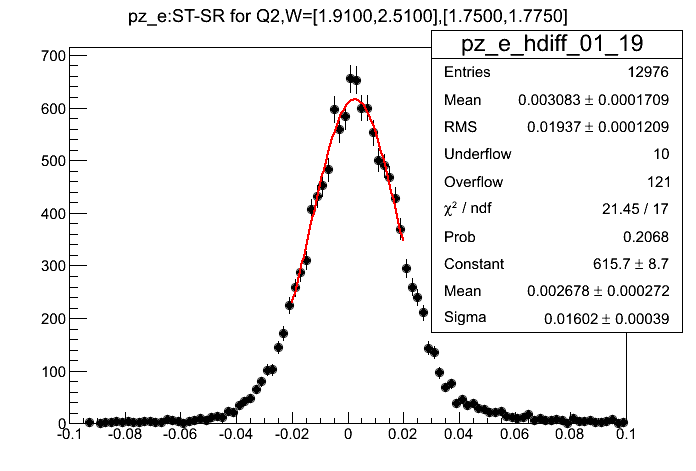 pz_e:ST-SR for Q2,W=[1.9100,2.5100],[1.7500,1.7750]
pz_e_hdiff_01_19
Entries 12976
Mean 0.003083 ± 0.0001709
RMS 0.01937 ± 0.0001209
Underflow 10
Overflow 121
χ² / ndf 21.45 / 17
Prob 0.2068
Constant 615.7 ± 8.7
Mean 0.002678 ± 0.000272
Sigma 0.01602 ± 0.00039
700
600
500
400
300
200
100
0
-0.1 -0.08 -0.06 -0.04 -0.02 0 0.02 0.04 0.06 0.08 0.1